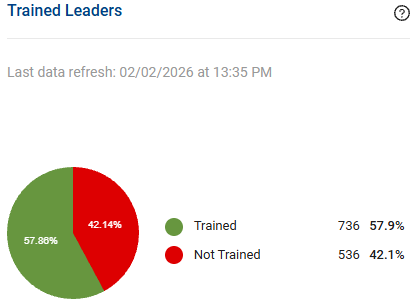 Trained Leaders
Last data refresh: 02/02/2026 at 13:35 PM
42.14%
57.86%
Trained 736 57.9%
Not Trained 536 42.1%